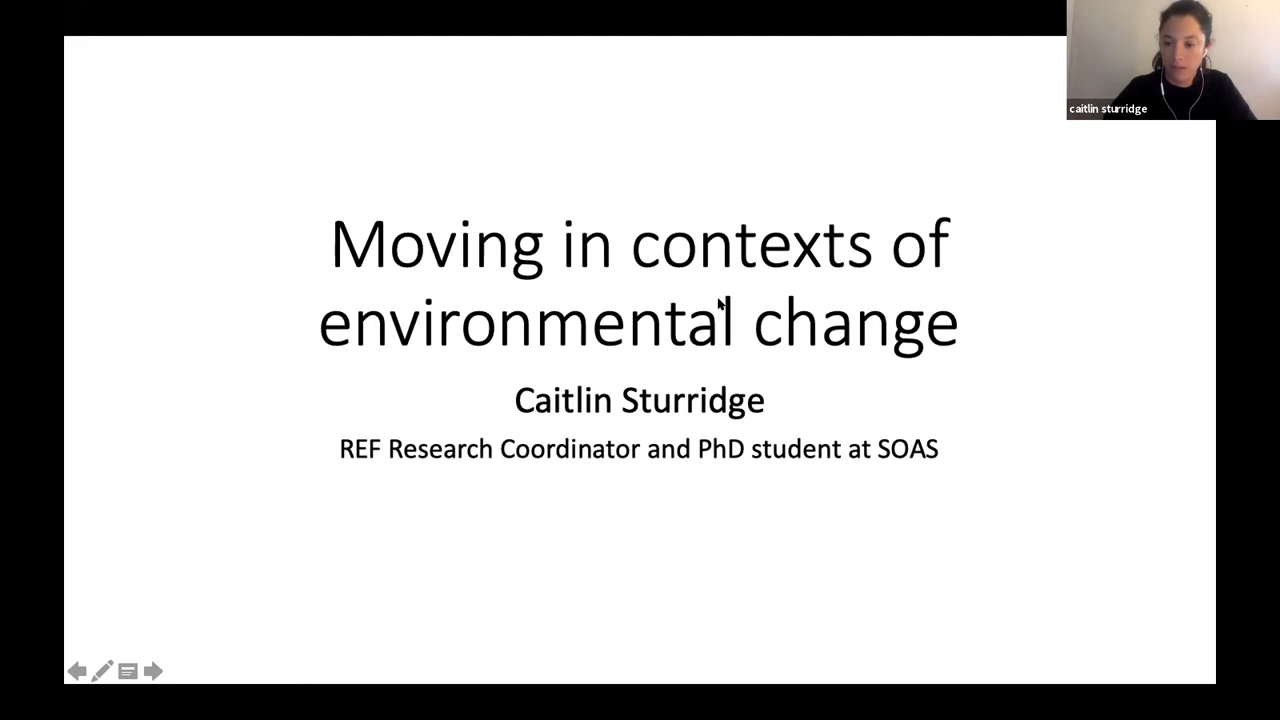 caitlin sturridge
Moving in contexts of
environmental change
Caitlin Sturridge
REF Research Coordinator and PhD student at SOAS